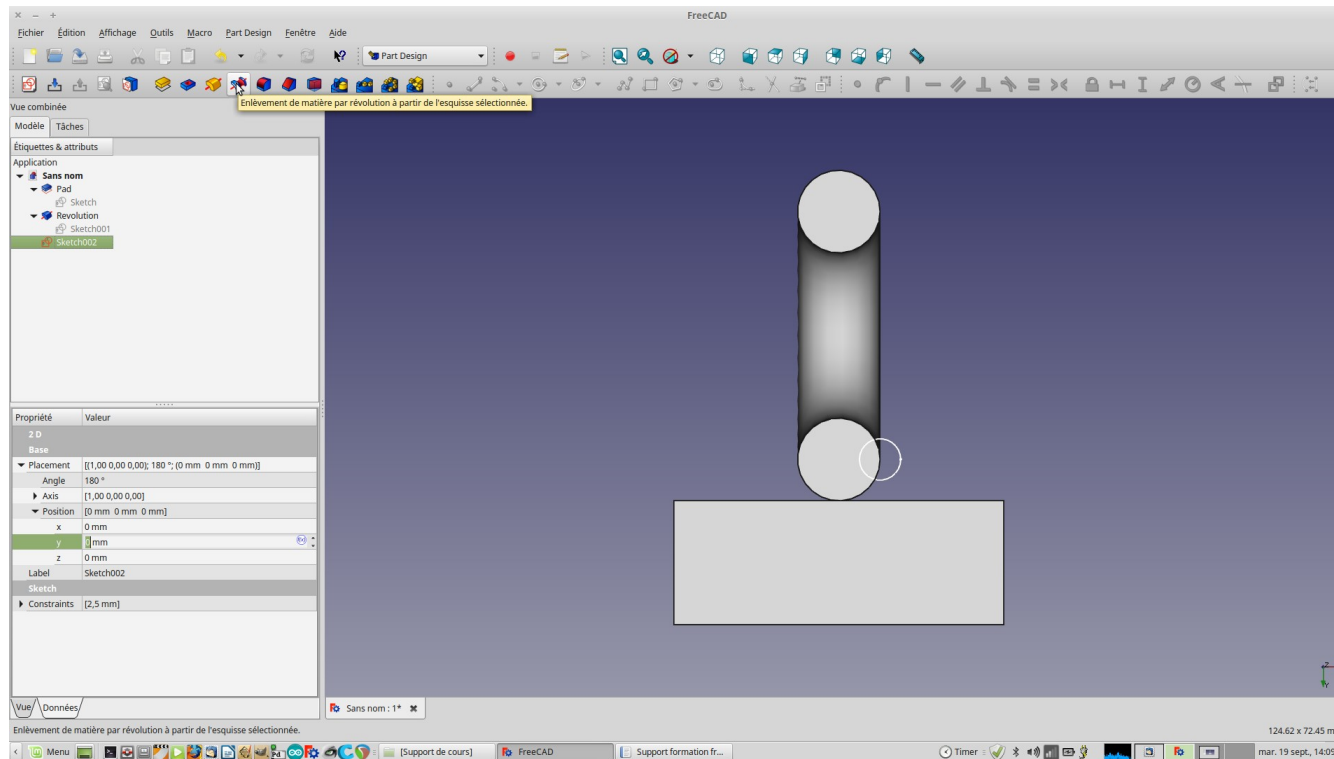 FreeCAD
Fichier Édition Affichage Outils Macro Part Design Fenêtre Aide
Part Design
Enlèvement de matière par révolution à partir de l'esquisse sélectionnée.
Vue combinée
Modèle Tâches
Étiquettes & attributs
Application
Sans nom
Pad
Sketch
Revolution
Sketch001
Sketch002
Propriété Valeur
2 D
Base
Placement [(1,00 0,00 0,00); 180 °; (0 mm 0 mm 0 mm)]
Angle 180 °
Axis [1,00 0,00 0,00]
Position [0 mm 0 mm 0 mm]
x 0 mm
y 0 mm
z 0 mm
Label Sketch002
Sketch
Constraints [2,5 mm]
Z
Y
Vue Données
Sans nom : 1*
Enlèvement de matière par révolution à partir de l'esquisse sélectionnée.
124.62 x 72.45 m
Menu [Support de cours] FreeCAD Support formation fr... Timer mar. 19 sept., 14:05